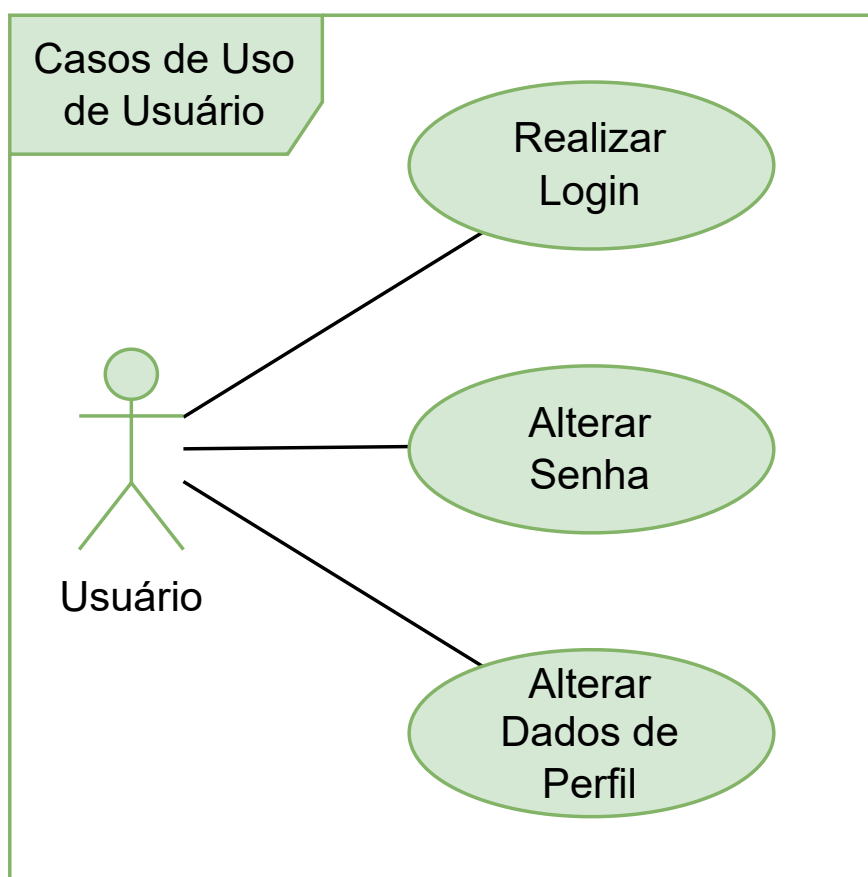 Casos de Uso
de Usuário
Realizar
Login
Alterar
Senha
Usuário
Alterar
Dados de
Perfil